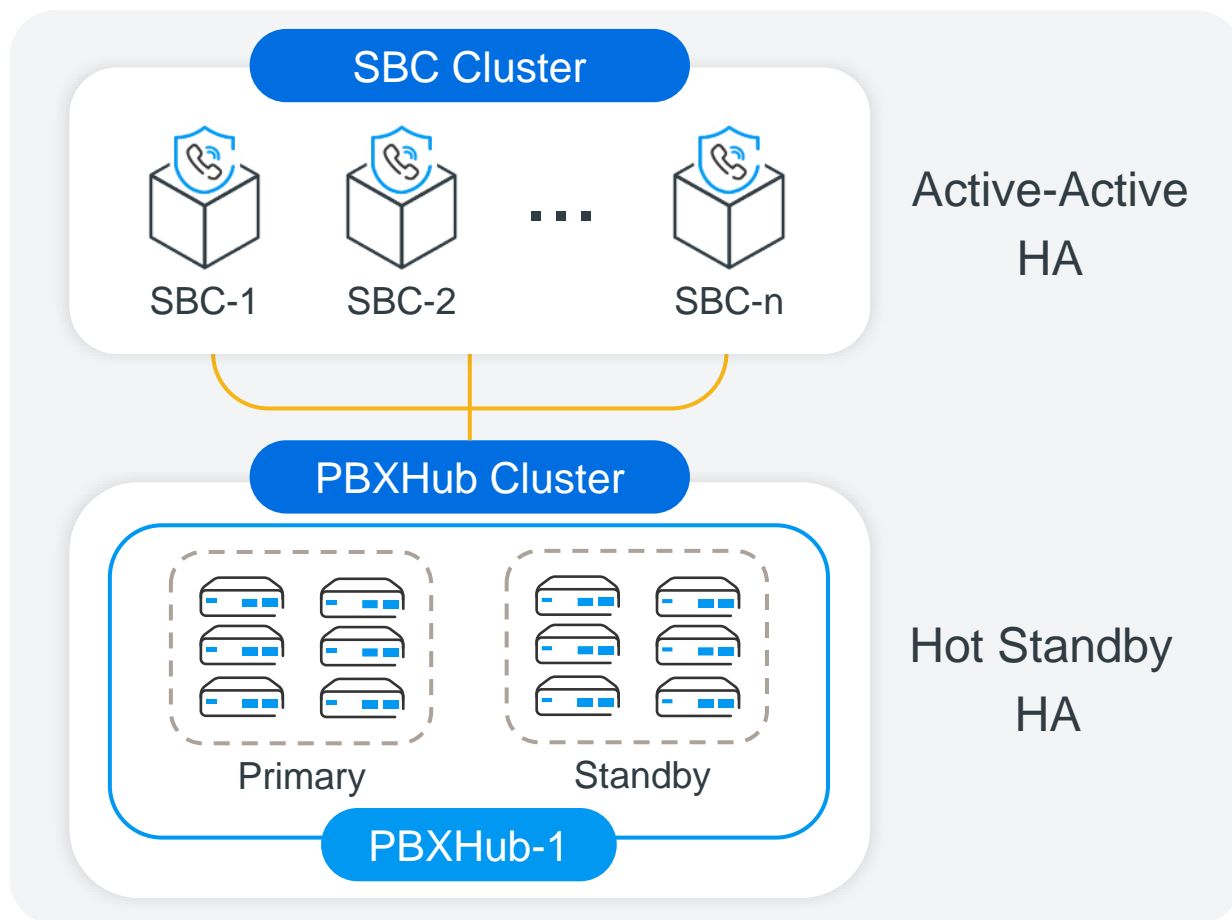 SBC Cluster
SBC-1
SBC-2
...
SBC-n
Active-Active
HA
PBXHub Cluster
Primary
Standby
PBXHub-1
Hot Standby
HA